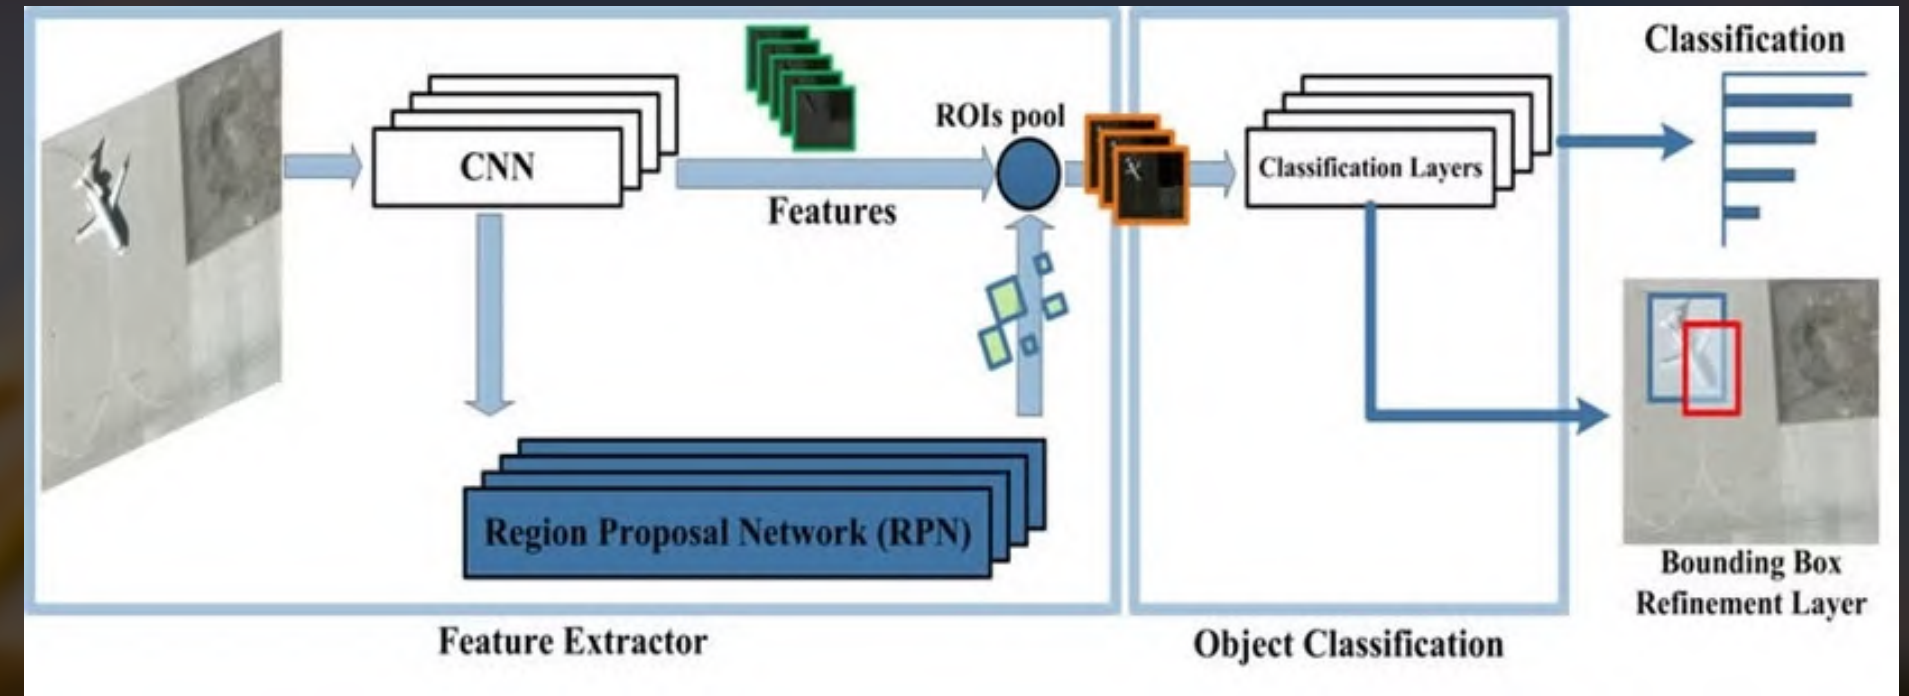 Classification
ROIs pool
CNN
Classification Layers
Features
Region Proposal Network (RPN)
Bounding Box
Refinement Layer
Feature Extractor
Object Classification